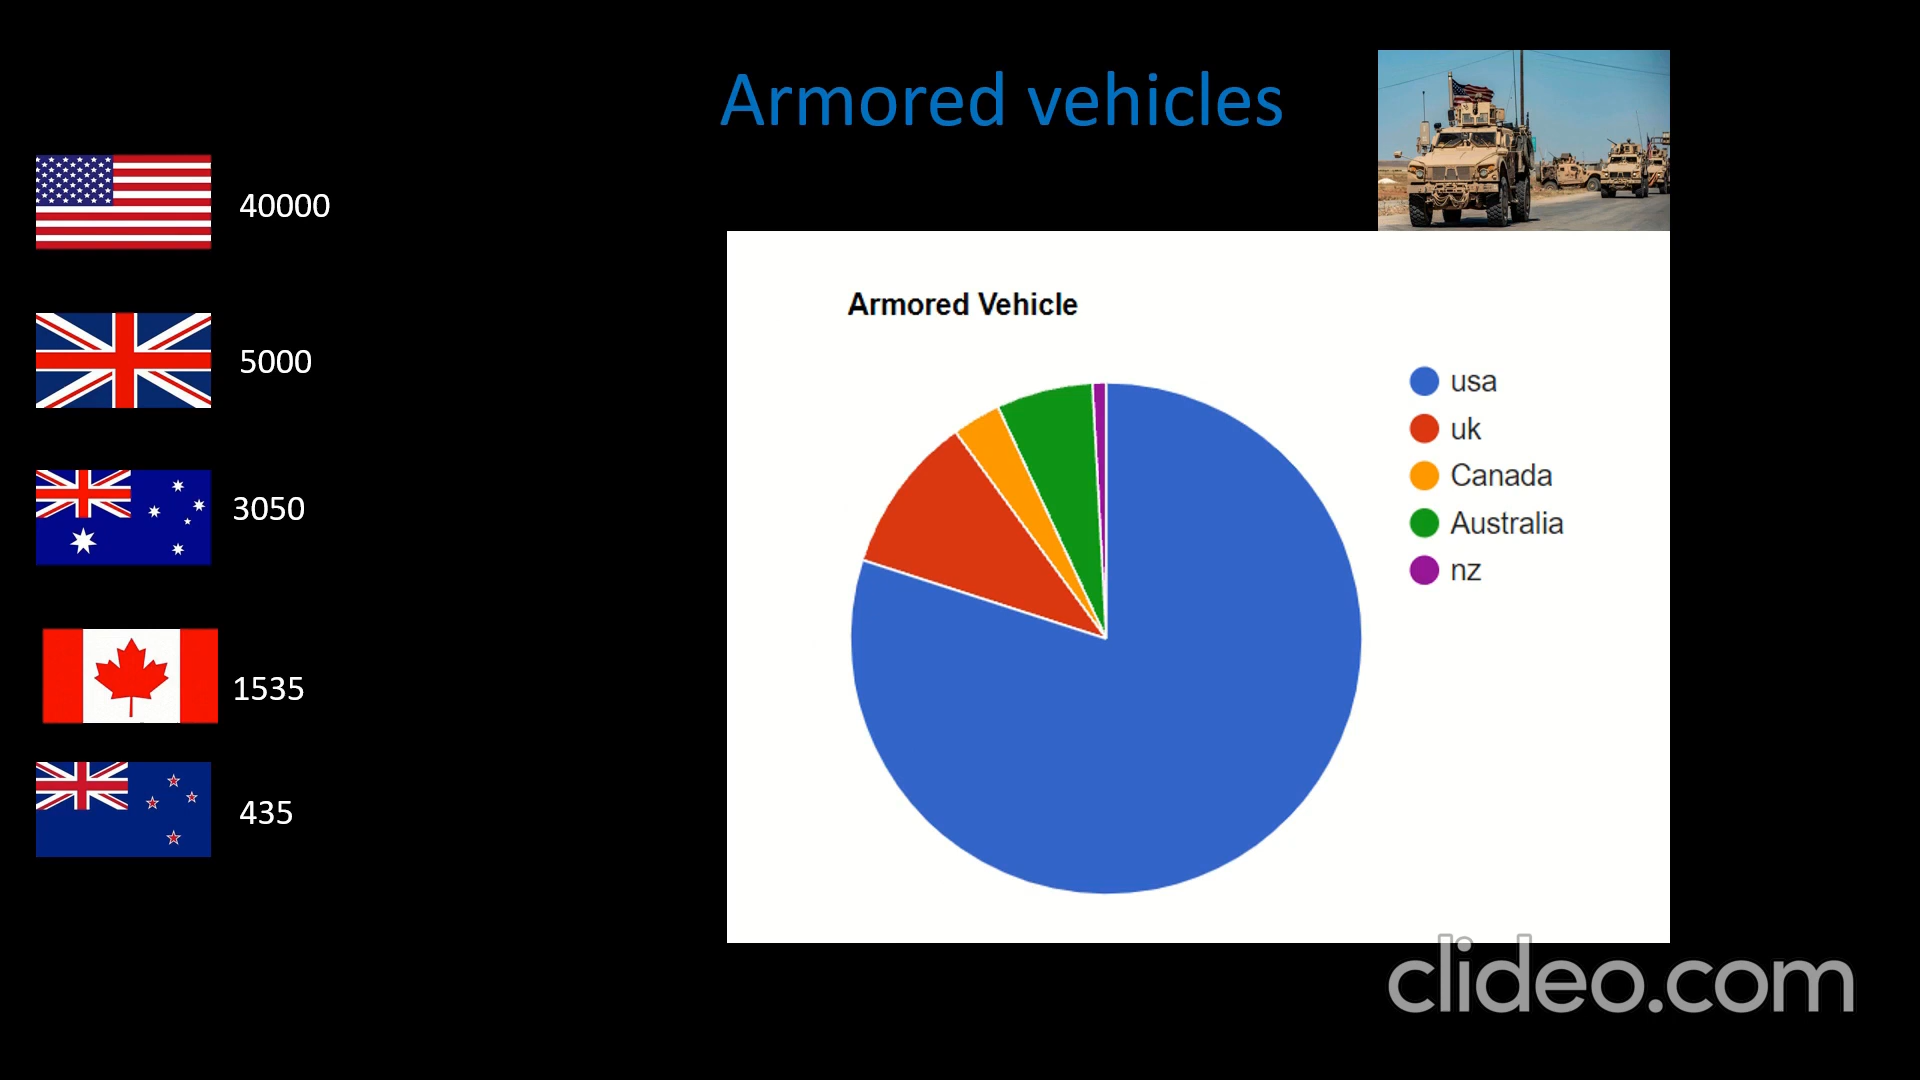 Armored vehicles
40000
5000
3050
1535
435
Armored Vehicle
usa
uk
Canada
Australia
nz
clideo.com